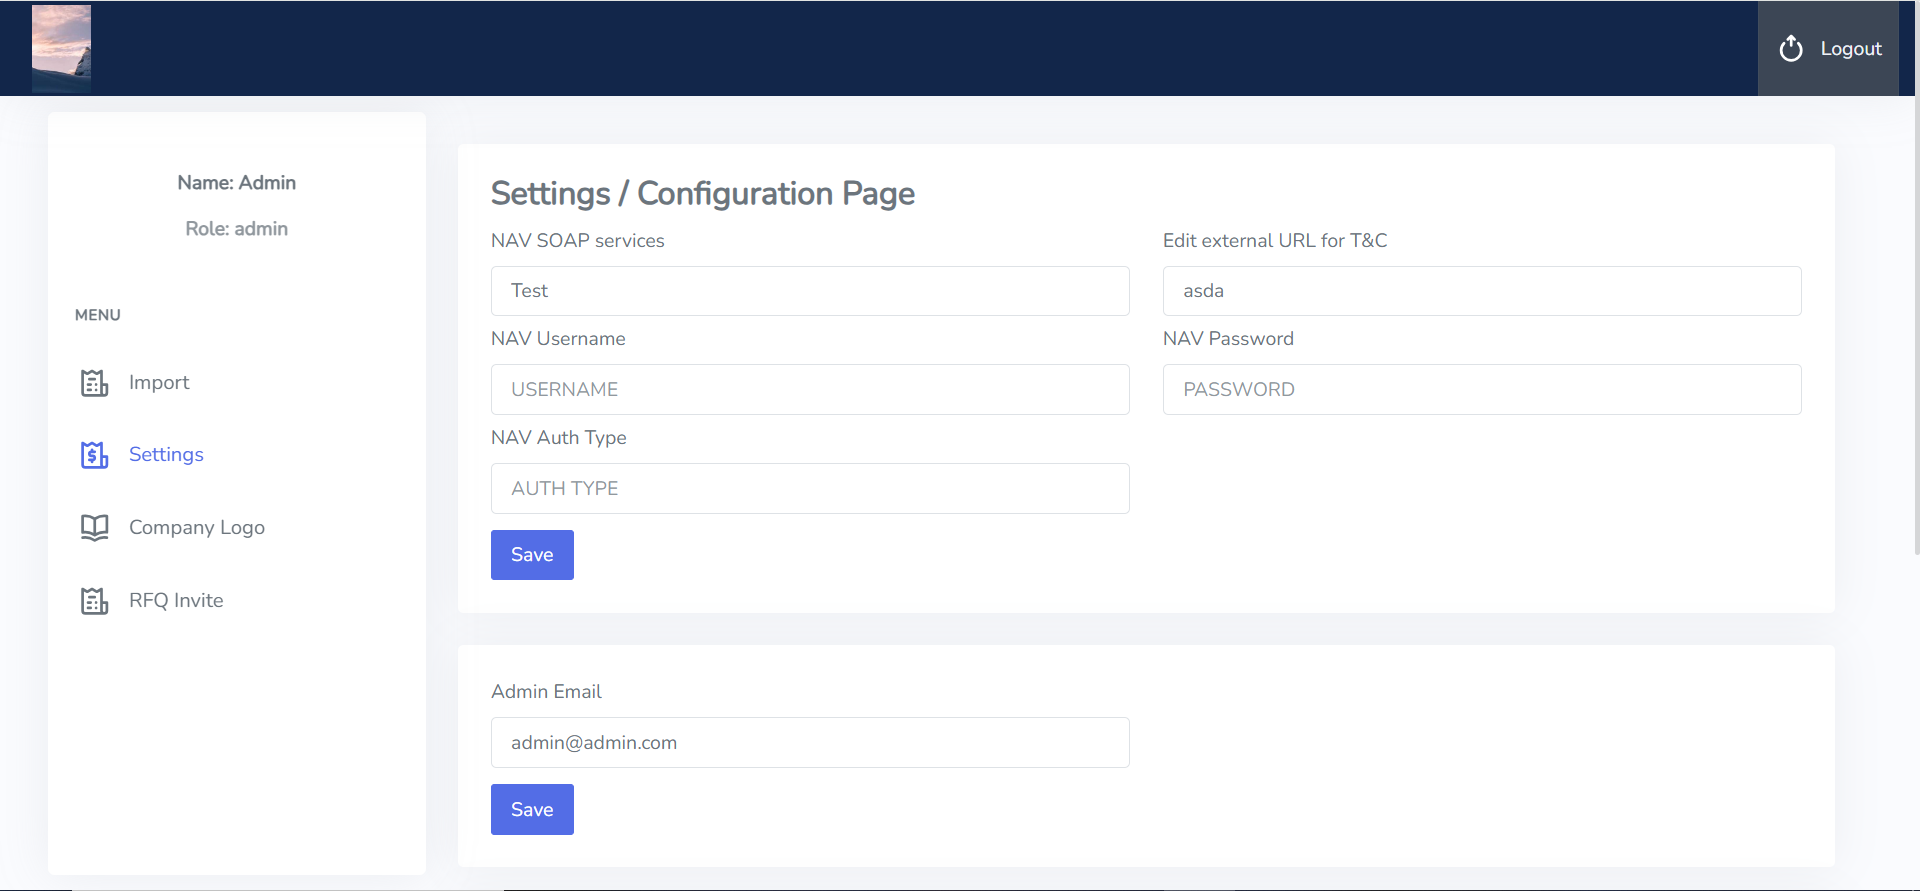 Logout
Name: Admin
Role: admin
MENU
Import
Settings
Company Logo
RFQ Invite
Settings / Configuration Page
NAV SOAP services
Edit external URL for T&C
Test
asda
NAV Username
NAV Password
USERNAME
PASSWORD
NAV Auth Type
AUTH TYPE
Save
Admin Email
admin@admin.com
Save